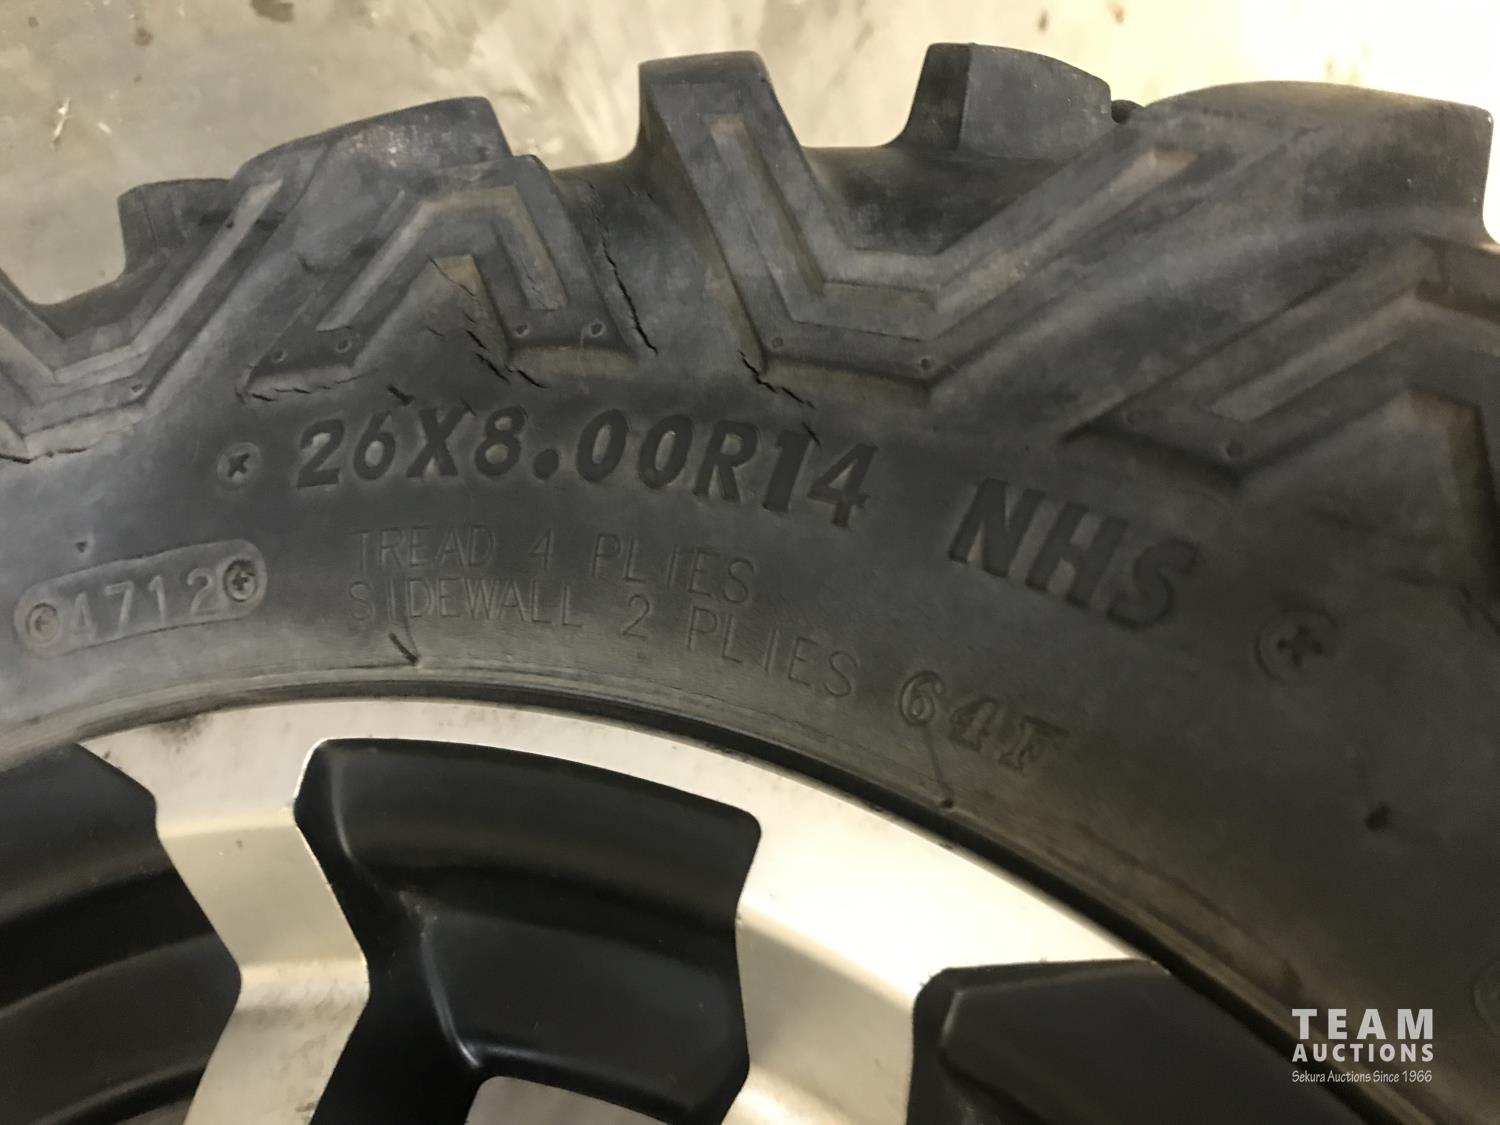 26X8.00R14 NHS
4712
TREAD 4 PLIES
SIDEWALL 2 PLIES 64F
TEAM
AUCTIONS
Sekura Auctions Since 1966